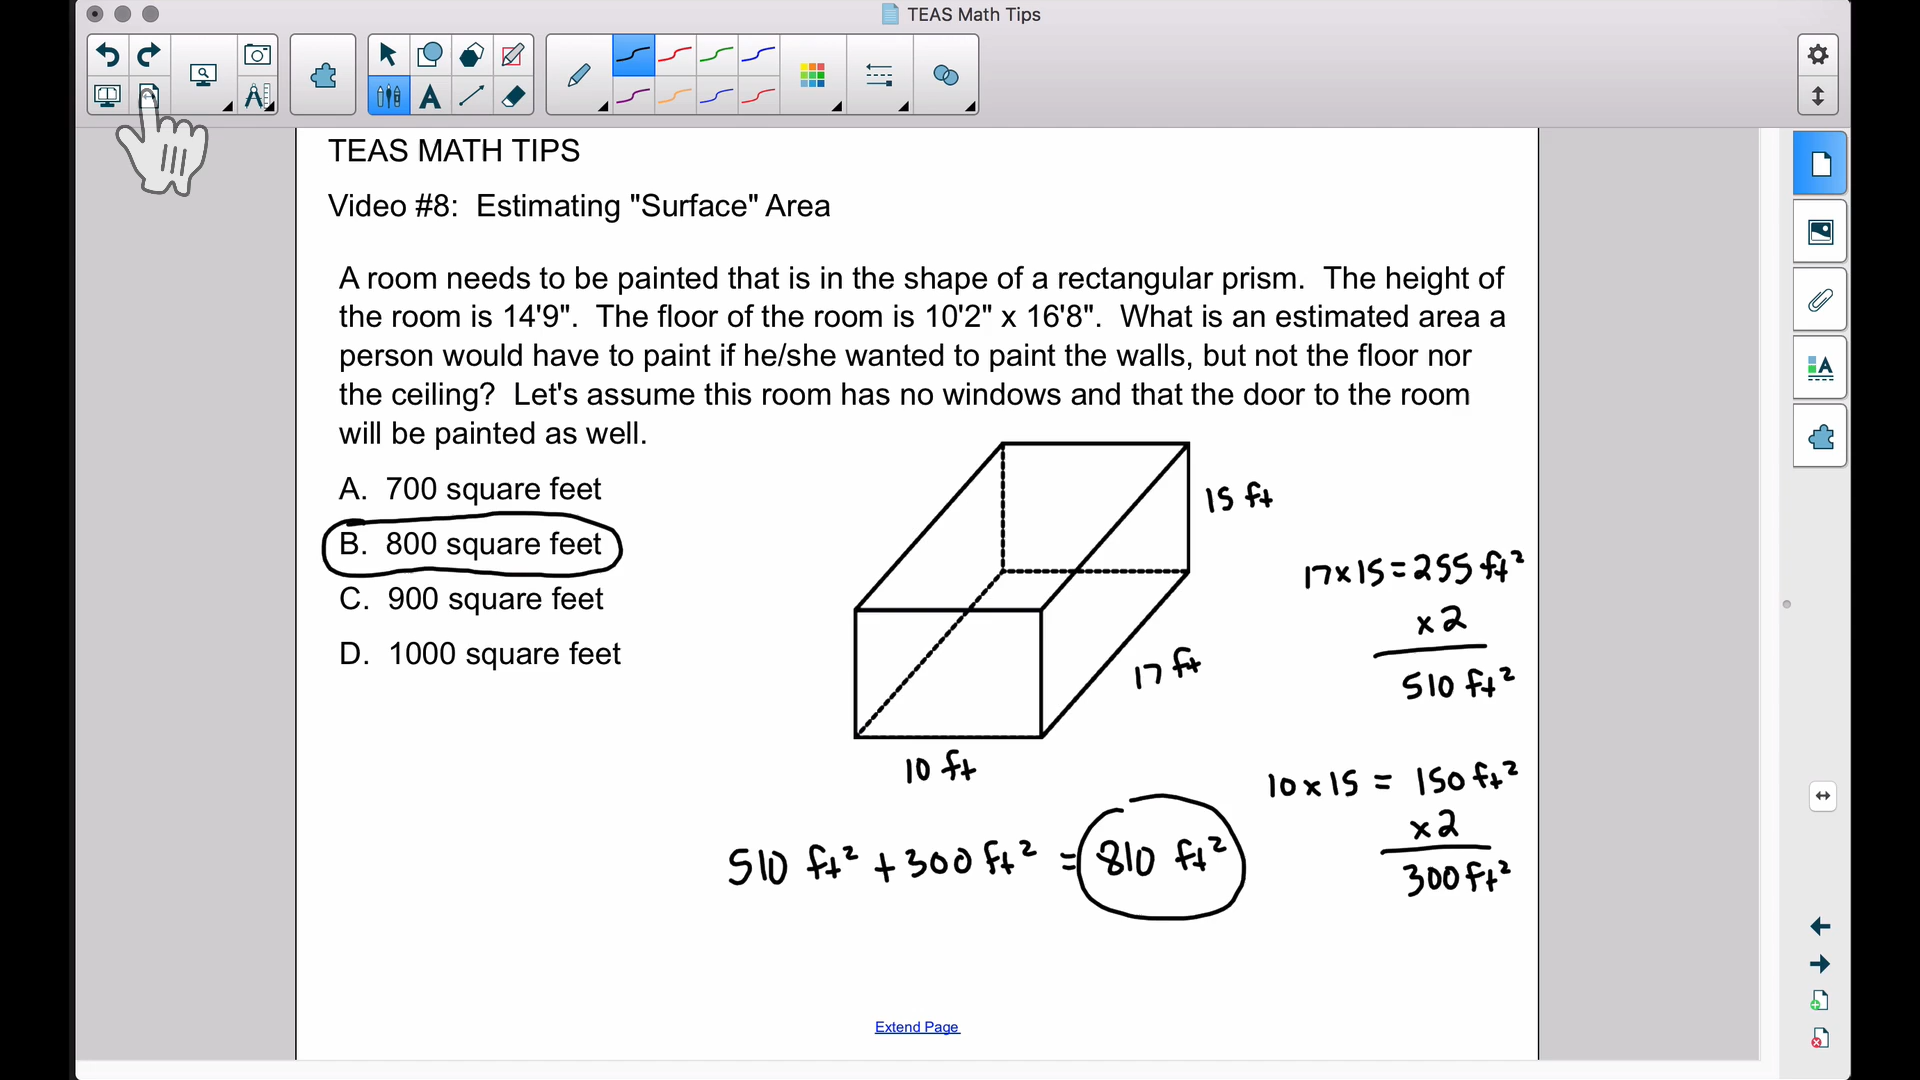 TEAS Math Tips
TEAS MATH TIPS
Video #8: Estimating "Surface" Area
A room needs to be painted that is in the shape of a rectangular prism. The height of
the room is 14'9". The floor of the room is 10'2" x 16'8". What is an estimated area a
person would have to paint if he/she wanted to paint the walls, but not the floor nor
the ceiling? Let's assume this room has no windows and that the door to the room
will be painted as well.
A. 700 square feet
B. 800 square feet
C. 900 square feet
D. 1000 square feet
15 ft
17 ft
10 ft
17x15=255 ft²
x2
510 ft²
10x15 = 150 ft²
x2
300 ft²
510 ft² + 300 ft² = 810 ft²
Extend Page